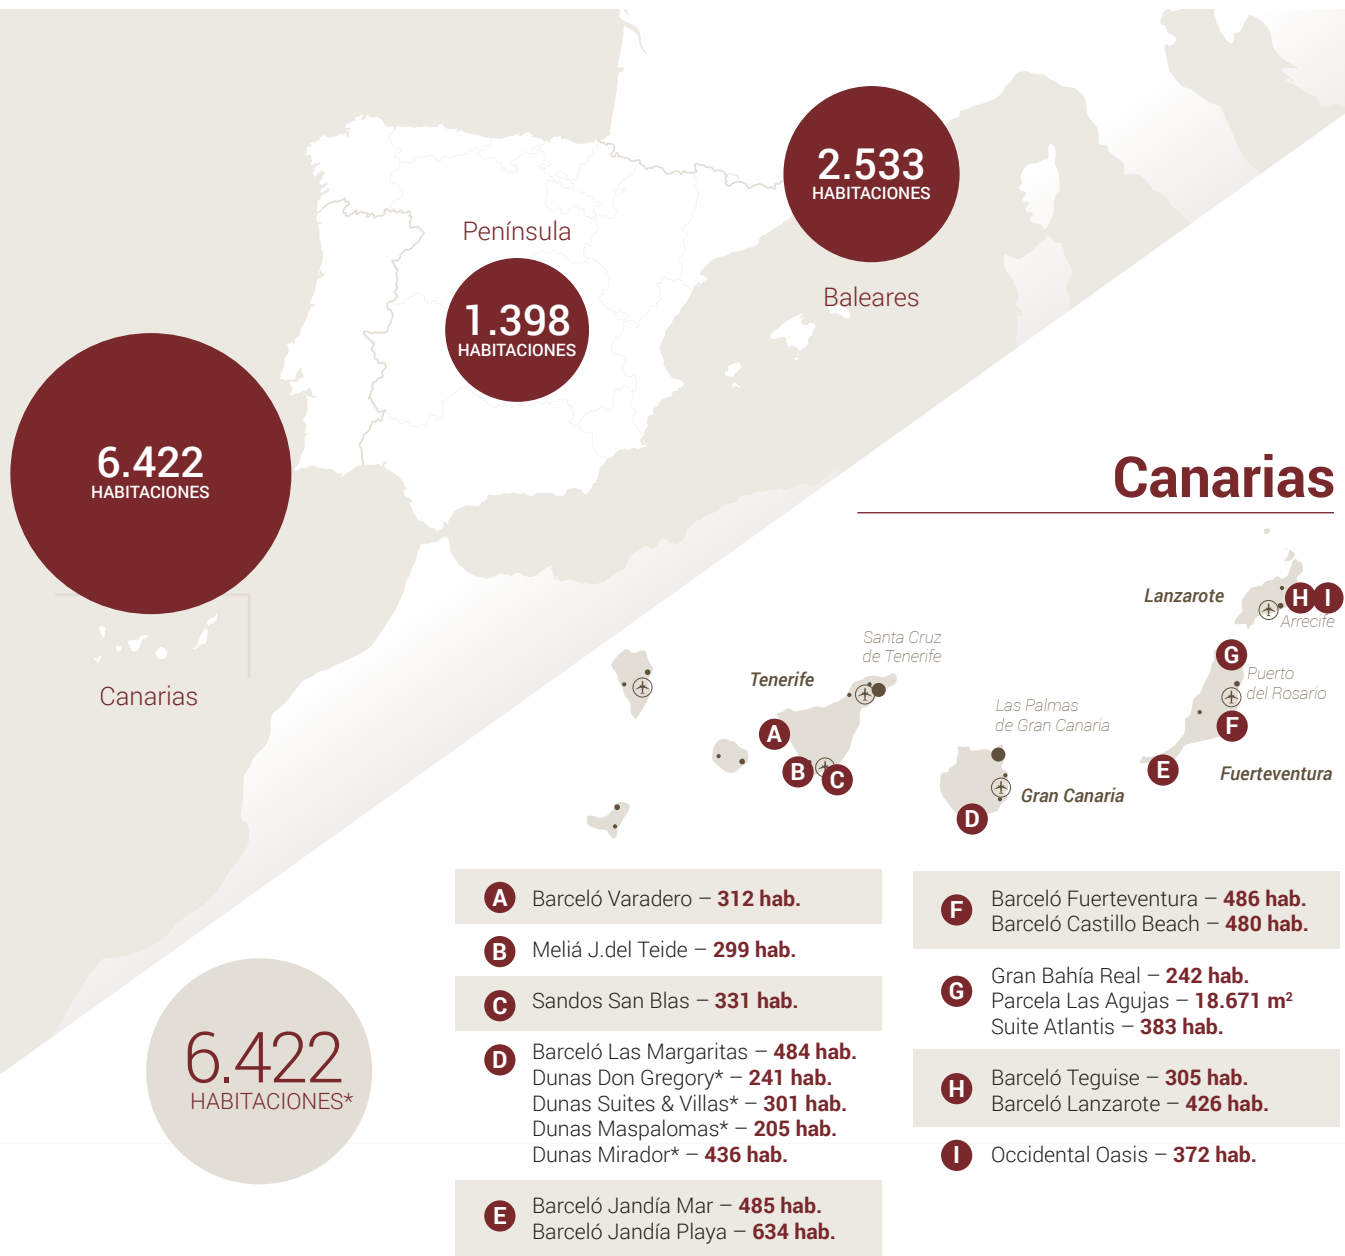 2.533
HABITACIONES
Baleares
Península
1.398
HABITACIONES
6.422
HABITACIONES
Canarias
Canarias
Lanzarote
H I
Arrecife
Santa Cruz
de Tenerife
Tenerife
G
Puerto
del Rosario
Las Palmas
de Gran Canaria
A
F
B
C
E
Fuerteventura
Gran Canaria
D
6.422
HABITACIONES*
A Barceló Varadero – 312 hab.
B Meliá J.del Teide – 299 hab.
C Sandos San Blas – 331 hab.
D Barceló Las Margaritas – 484 hab.
Dunas Don Gregory* – 241 hab.
Dunas Suites & Villas* – 301 hab.
Dunas Maspalomas* – 205 hab.
Dunas Mirador* – 436 hab.
E Barceló Jandía Mar – 485 hab.
Barceló Jandía Playa – 634 hab.
F Barceló Fuerteventura – 486 hab.
Barceló Castillo Beach – 480 hab.
G Gran Bahía Real – 242 hab.
Parcela Las Agujas – 18.671 m²
Suite Atlantis – 383 hab.
H Barceló Teguise – 305 hab.
Barceló Lanzarote – 426 hab.
I Occidental Oasis – 372 hab.